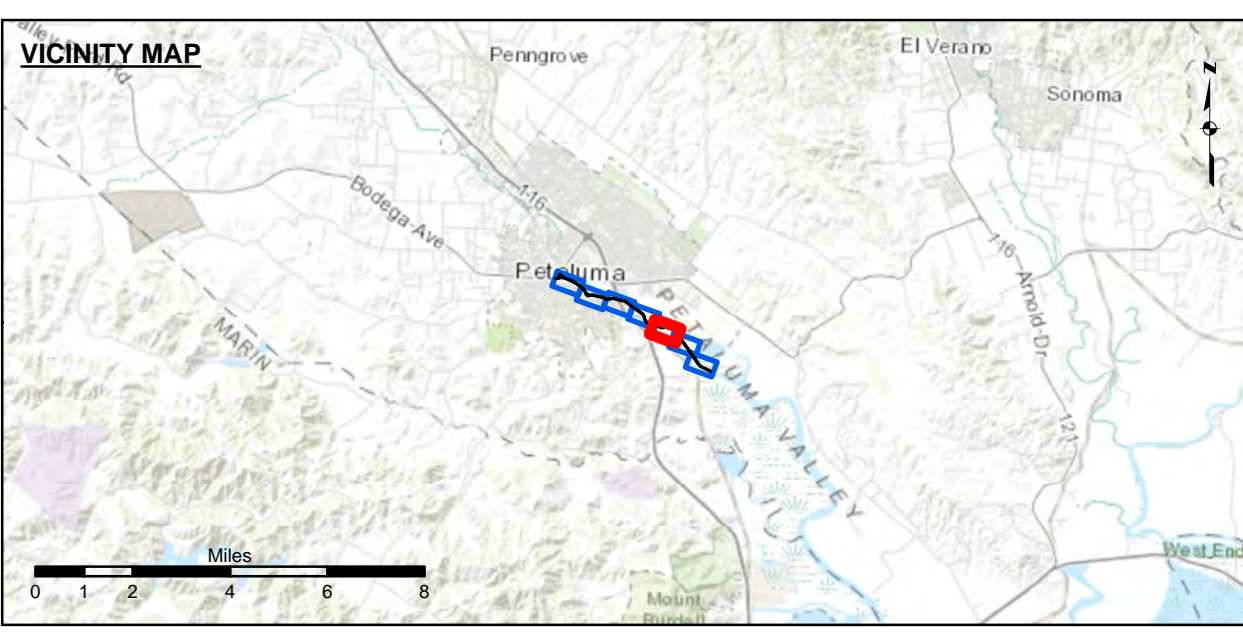 VICINITY MAP
Penngrove
El Verano
Sonoma
N
Bodega-Ave
116
Petaluma
PETALUMA VALLEY
116
Arnold-Dr
121
MARIN
West End
Miles
0 1 2 4 6 8
Mount
Burdell